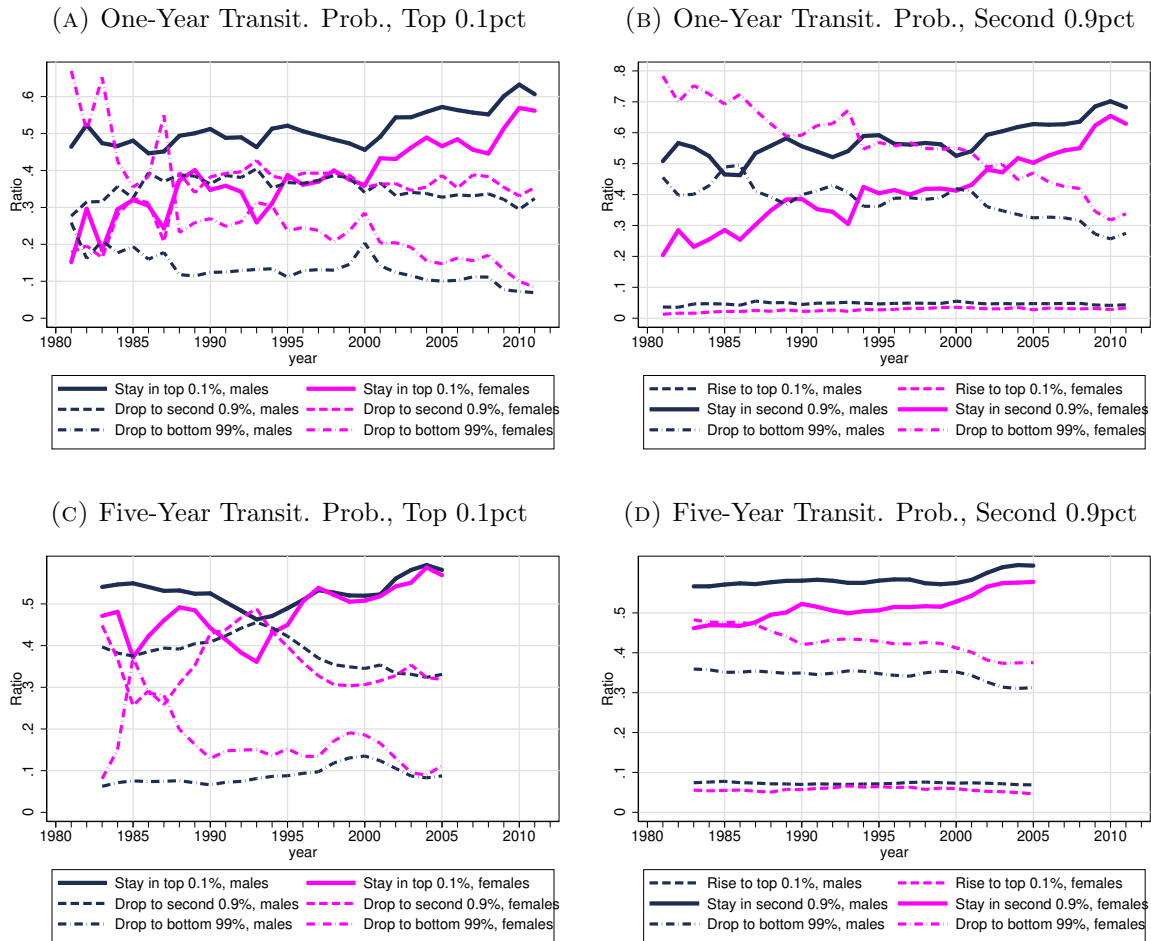 (A) One-Year Transit. Prob., Top 0.1pct
Ratio
0 .1 .2 .3 .4 .5 .6
1980 1985 1990 1995 2000 2005 2010
year
Stay in top 0.1%, males Stay in top 0.1%, females
Drop to second 0.9%, males Drop to second 0.9%, females
Drop to bottom 99%, males Drop to bottom 99%, females
(B) One-Year Transit. Prob., Second 0.9pct
Ratio
0 .1 .2 .3 .4 .5 .6 .7 .8
1980 1985 1990 1995 2000 2005 2010
year
Rise to top 0.1%, males Rise to top 0.1%, females
Stay in second 0.9%, males Stay in second 0.9%, females
Drop to bottom 99%, males Drop to bottom 99%, females
(C) Five-Year Transit. Prob., Top 0.1pct
Ratio
0 .1 .2 .3 .4 .5
1980 1985 1990 1995 2000 2005 2010
year
Stay in top 0.1%, males Stay in top 0.1%, females
Drop to second 0.9%, males Drop to second 0.9%, females
Drop to bottom 99%, males Drop to bottom 99%, females
(D) Five-Year Transit. Prob., Second 0.9pct
Ratio
0 .1 .2 .3 .4 .5
1980 1985 1990 1995 2000 2005 2010
year
Rise to top 0.1%, males Rise to top 0.1%, females
Stay in second 0.9%, males Stay in second 0.9%, females
Drop to bottom 99%, males Drop to bottom 99%, females